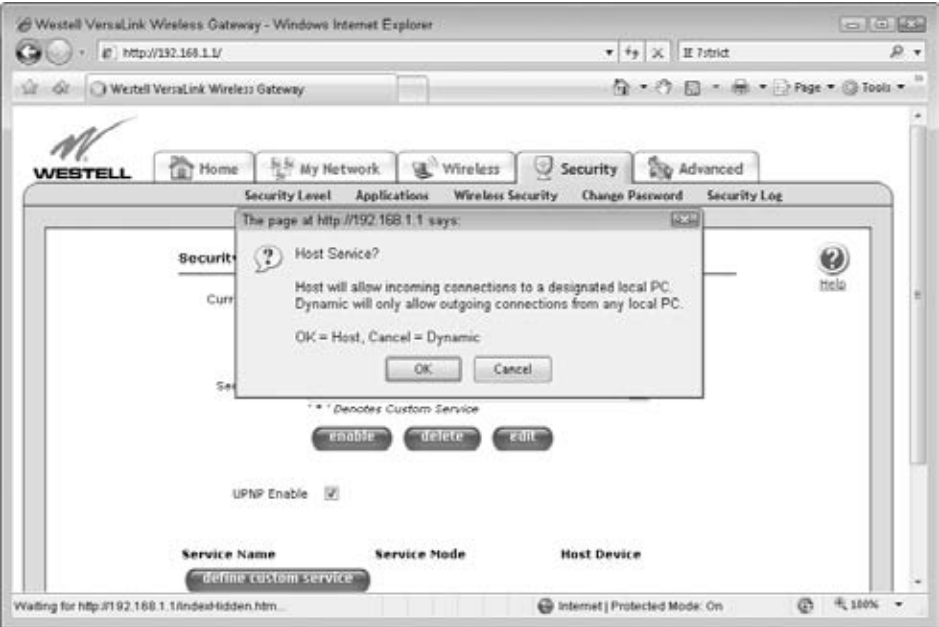 Westell VersaLink Wireless Gateway - Windows Internet Explorer
http://192.168.1.1/
IE 7strict
Westell VersaLink Wireless Gateway
Page
Tools
WESTELL
Home
My Network
Wireless
Security
Advanced
Security Level Applications Wireless Security Change Password Security Log
The page at http://192.168.1.1 says:
Host Service?
Host will allow incoming connections to a designated local PC.
Dynamic will only allow outgoing connections from any local PC.
OK = Host, Cancel = Dynamic
OK Cancel
Securit
Help
Curr
Se
' * ' Denotes Custom Service
enable delete edit
UPNP Enable
Service Name Service Mode Host Device
define custom service
Waiting for http://192.168.1.1/indexHidden.htm...
Internet | Protected Mode: On
100%